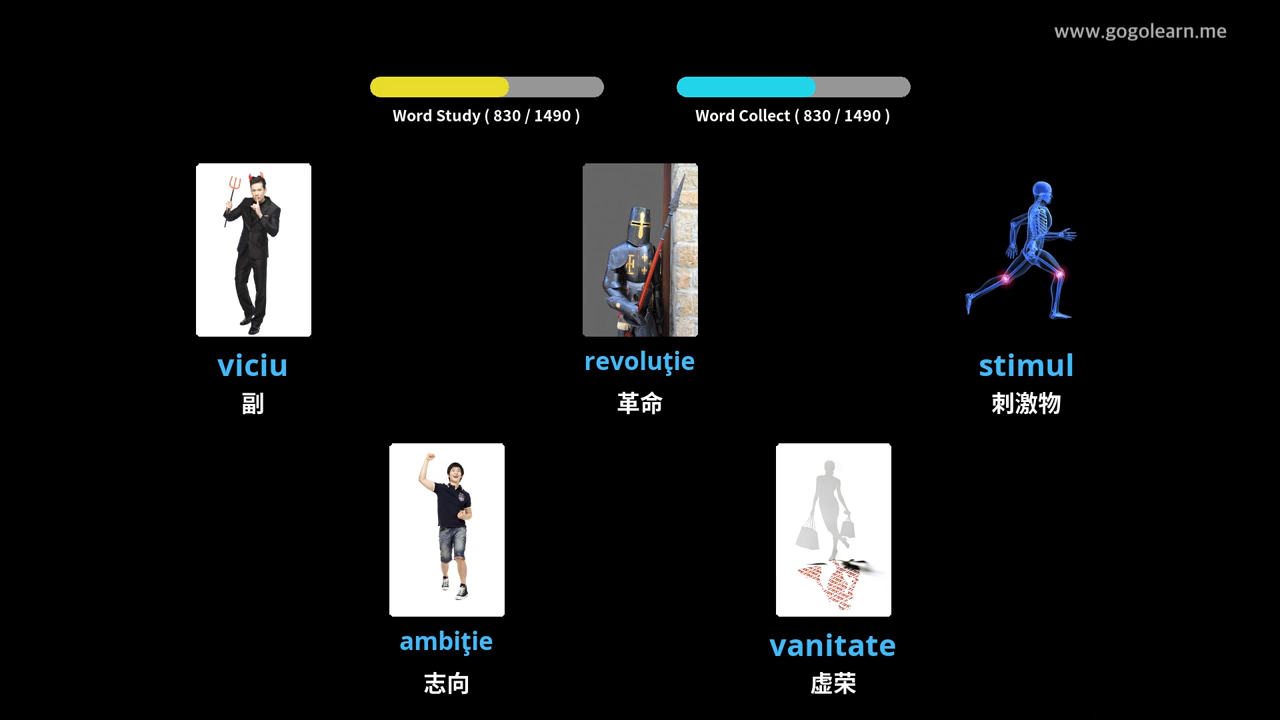 www.gogolearn.me
Word Study ( 830 / 1490 )
Word Collect ( 830 / 1490 )
viciu
副
revoluţie
革命
stimul
刺激物
ambiţie
志向
vanitate
虚荣